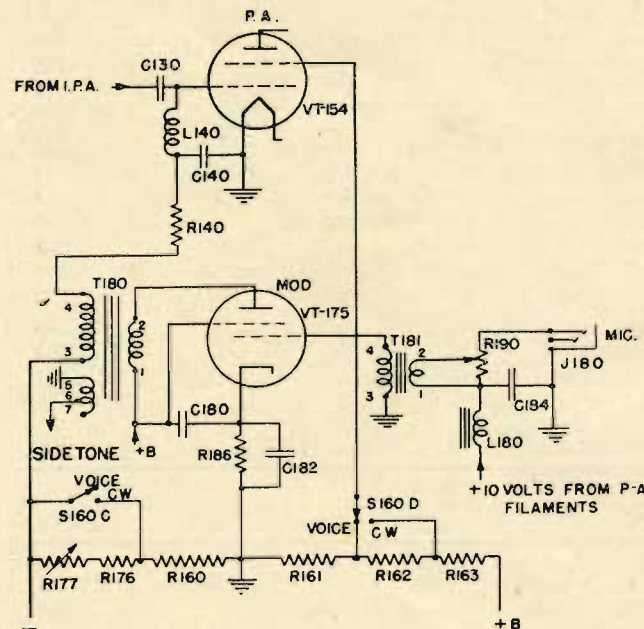 P.A.
C130
FROM I.P.A.
VT-154
L140
C140
R140
T180
4
3
5
6
7
2
1
MOD
VT-175
T181
4
3
2
1
R190
MIC.
J180
C184
L180
C180
R186
C182
SIDETONE
+B
VOICE
CW
S160 C
S160 D
VOICE
CW
+10 VOLTS FROM P-A
FILAMENTS
R177
R176
R160
R161
R162
R163
+B